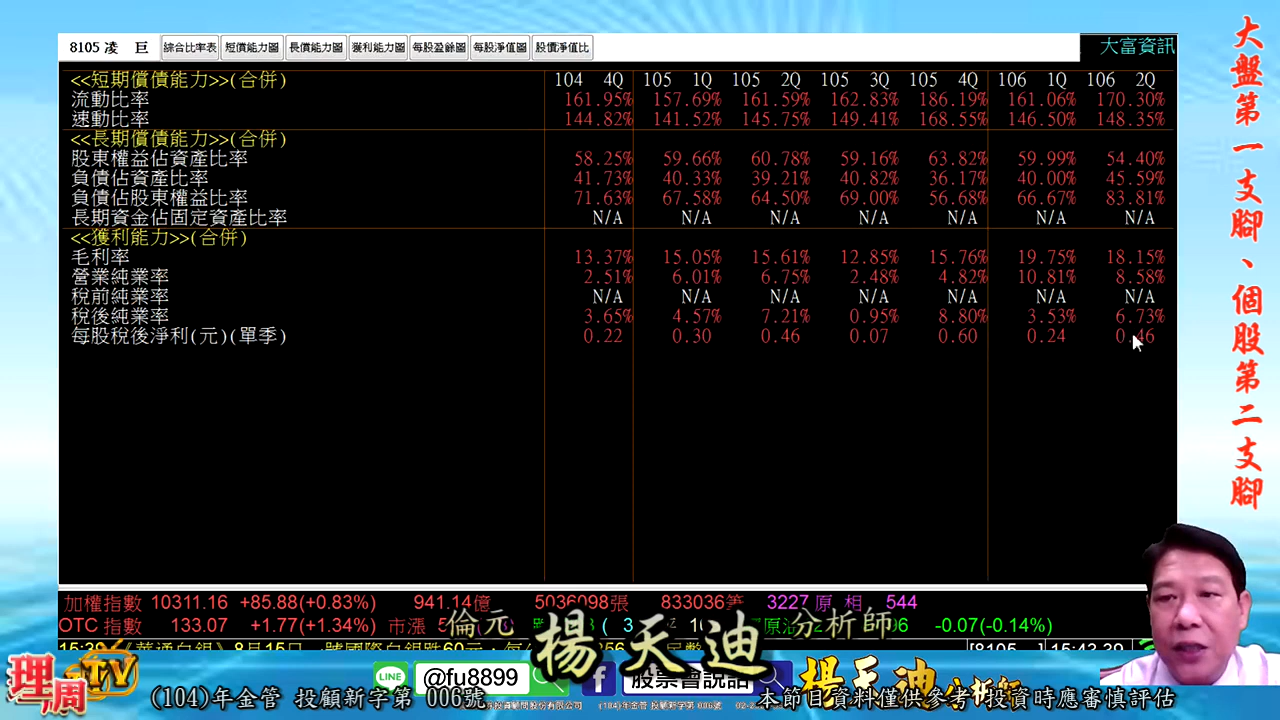 8105 凌 巨 綜合比率表 短償能力圖 長償能力圖 獲利能力圖 每股盈餘圖 每股淨值圖 股價淨值比 大富資訊
<<短期償債能力>>(合併) 104 4Q 105 1Q 105 2Q 105 3Q 105 4Q 106 1Q 106 2Q
流動比率 161.95% 157.69% 161.59% 162.83% 186.19% 161.06% 170.30%
速動比率 144.82% 141.52% 145.75% 149.41% 168.55% 146.50% 148.35%
<<長期償債能力>>(合併)
股東權益佔資產比率 58.25% 59.66% 60.78% 59.16% 63.82% 59.99% 54.40%
負債佔資產比率 41.73% 40.33% 39.21% 40.82% 36.17% 40.00% 45.59%
負債佔股東權益比率 71.63% 67.58% 64.50% 69.00% 56.68% 66.67% 83.81%
長期資金佔固定資產比率 N/A N/A N/A N/A N/A N/A N/A
<<獲利能力>>(合併)
毛利率 13.37% 15.05% 15.61% 12.85% 15.76% 19.75% 18.15%
營業純業率 2.51% 6.01% 6.75% 2.48% 4.82% 10.81% 8.58%
稅前純業率 N/A N/A N/A N/A N/A N/A N/A
稅後純業率 3.65% 4.57% 7.21% 0.95% 8.80% 3.53% 6.73%
每股稅後淨利(元)(單季) 0.22 0.30 0.46 0.07 0.60 0.24 0.46
大盤第一支腳、個股第二支腳
加權指數 10311.16 +85.88(+0.83%) 941.14億 5036098張 833036筆 3227 原 相 544
OTC 指數 133.07 +1.77(+1.34%) 市漲 -0.07(-0.14%)
倫元 楊天迪 分析師
理周TV
LINE @fu8899 股票會說話 楊天迪 分析師
(104)年金管 投顧新字第 006號 本節目資料僅供參考 投資時應審慎評估